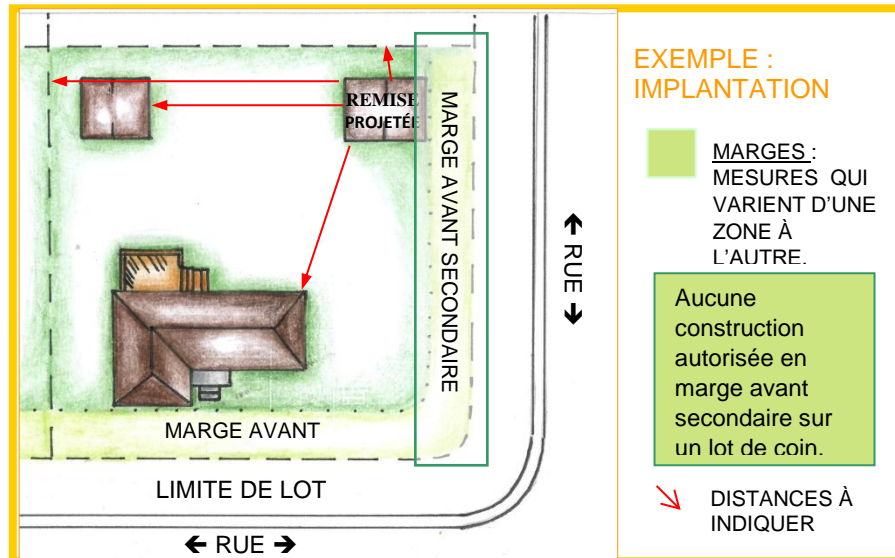 REMISE
PROJETÉE
MARGE AVANT SECONDAIRE
MARGE AVANT
LIMITE DE LOT
← RUE →
← RUE →
EXEMPLE :
IMPLANTATION
MARGES :
MESURES QUI
VARIENT D'UNE
ZONE À
L'AUTRE.
Aucune
construction
autorisée en
marge avant
secondaire sur
un lot de coin.
DISTANCES À
INDIQUER